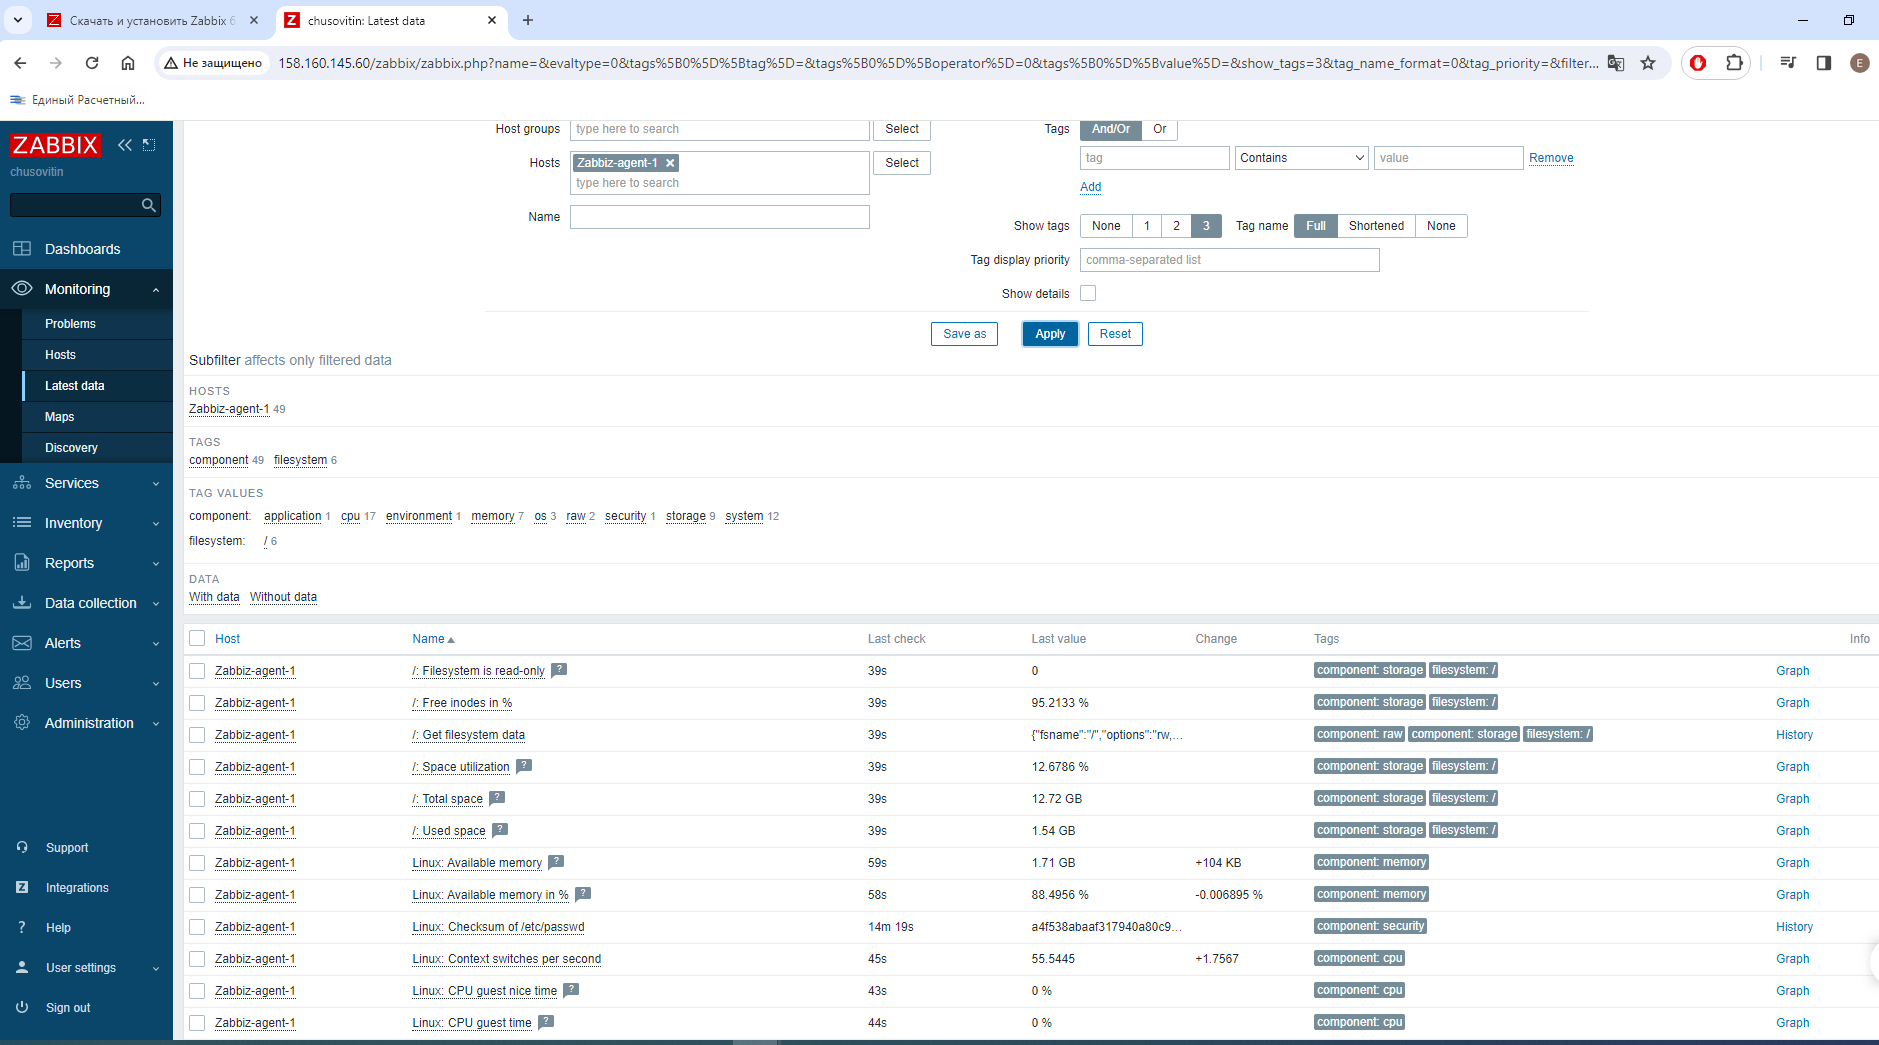 Скачать и установить Zabbix 6
chusovitin: Latest data
Не защищено
158.160.145.60/zabbix/zabbix.php?name=&evaltype=0&tags%5B0%5D%5Btag%5D=&tags%5B0%5D%5Boperator%5D=0&tags%5B0%5D%5Bvalue%5D=&show_tags=3&tag_name_format=0&tag_priority=&filter...
E
Единый Расчетный...
ZABBIX
chusovitin
Dashboards
Monitoring
Problems
Hosts
Latest data
Maps
Discovery
Services
Inventory
Reports
Data collection
Alerts
Users
Administration
Support
Z Integrations
? Help
User settings
Sign out
Host groups type here to search Select
Hosts Zabbiz-agent-1 Select
type here to search
Name
Tags And/Or Or
tag Contains value Remove
Add
Show tags None 1 2 3 Tag name Full Shortened None
Tag display priority comma-separated list
Show details
Save as Apply Reset
Subfilter affects only filtered data
HOSTS
Zabbiz-agent-1 49
TAGS
component 49 filesystem 6
TAG VALUES
component: application 1 cpu 17 environment 1 memory 7 os 3 raw 2 security 1 storage 9 system 12
filesystem: / 6
DATA
With data Without data
Host Name Last check Last value Change Tags Info
Zabbiz-agent-1 /: Filesystem is read-only ? 39s 0 component: storage filesystem: / Graph
Zabbiz-agent-1 /: Free inodes in % 39s 95.2133 % component: storage filesystem: / Graph
Zabbiz-agent-1 /: Get filesystem data 39s {"fsname":"/","options":"rw,... component: raw component: storage filesystem: / History
Zabbiz-agent-1 /: Space utilization ? 39s 12.6786 % component: storage filesystem: / Graph
Zabbiz-agent-1 /: Total space ? 39s 12.72 GB component: storage filesystem: / Graph
Zabbiz-agent-1 /: Used space ? 39s 1.54 GB component: storage filesystem: / Graph
Zabbiz-agent-1 Linux: Available memory ? 59s 1.71 GB +104 KB component: memory Graph
Zabbiz-agent-1 Linux: Available memory in % ? 58s 88.4956 % -0.006895 % component: memory Graph
Zabbiz-agent-1 Linux: Checksum of /etc/passwd 14m 19s a4f538abaaf317940a80c9... component: security History
Zabbiz-agent-1 Linux: Context switches per second 45s 55.5445 +1.7567 component: cpu Graph
Zabbiz-agent-1 Linux: CPU guest nice time ? 43s 0 % component: cpu Graph
Zabbiz-agent-1 Linux: CPU guest time ? 44s 0 % component: cpu Graph